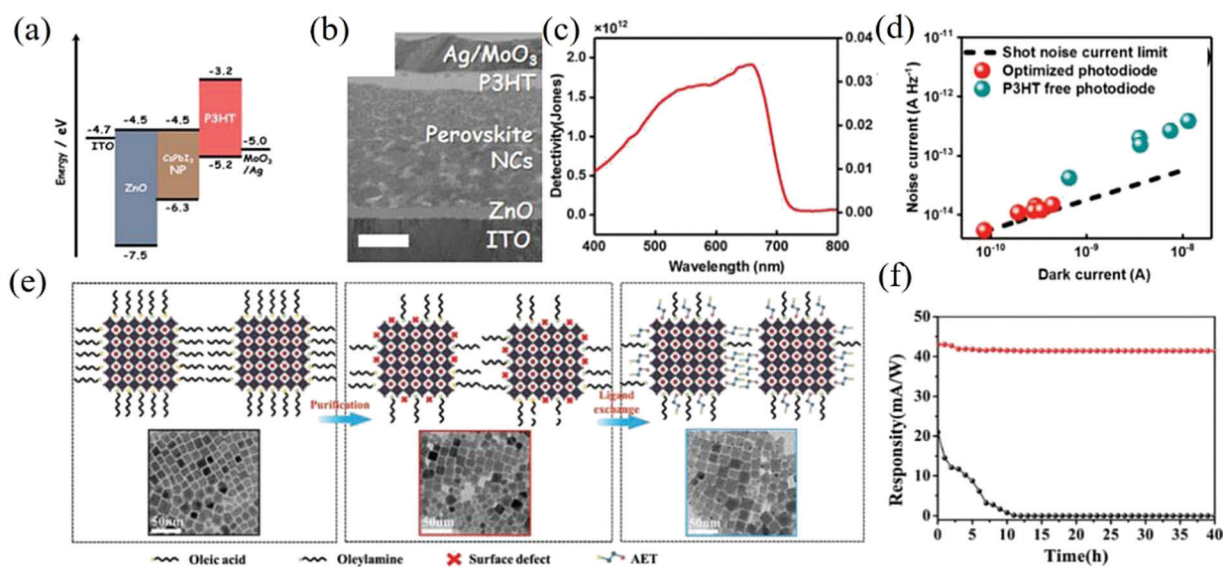 (a)
Energy / eV
-4.7
ITO
-4.5
ZnO
-7.5
-4.5
CsPbI3
NP
-6.3
-3.2
P3HT
-5.2
-5.0
MoO3
/Ag
(b)
Ag/MoO3
P3HT
Perovskite
NCs
ZnO
ITO
(c)
×10¹²
Detectivity(Jones)
2.0
1.5
1.0
0.5
0.0
0.04
0.03
0.02
0.01
0.00
400 500 600 700 800
Wavelength (nm)
(d)
Noise current (A Hz⁻¹)
10⁻¹¹
10⁻¹²
10⁻¹³
10⁻¹⁴
Shot noise current limit
Optimized photodiode
P3HT free photodiode
10⁻¹⁰ 10⁻⁹ 10⁻⁸
Dark current (A)
(e)
Purification
Ligand
exchange
50nm
50nm
50nm
Oleic acid Oleylamine Surface defect AET
(f)
Responsity(mA/W)
50
40
30
20
10
0
0 5 10 15 20 25 30 35 40
Time(h)